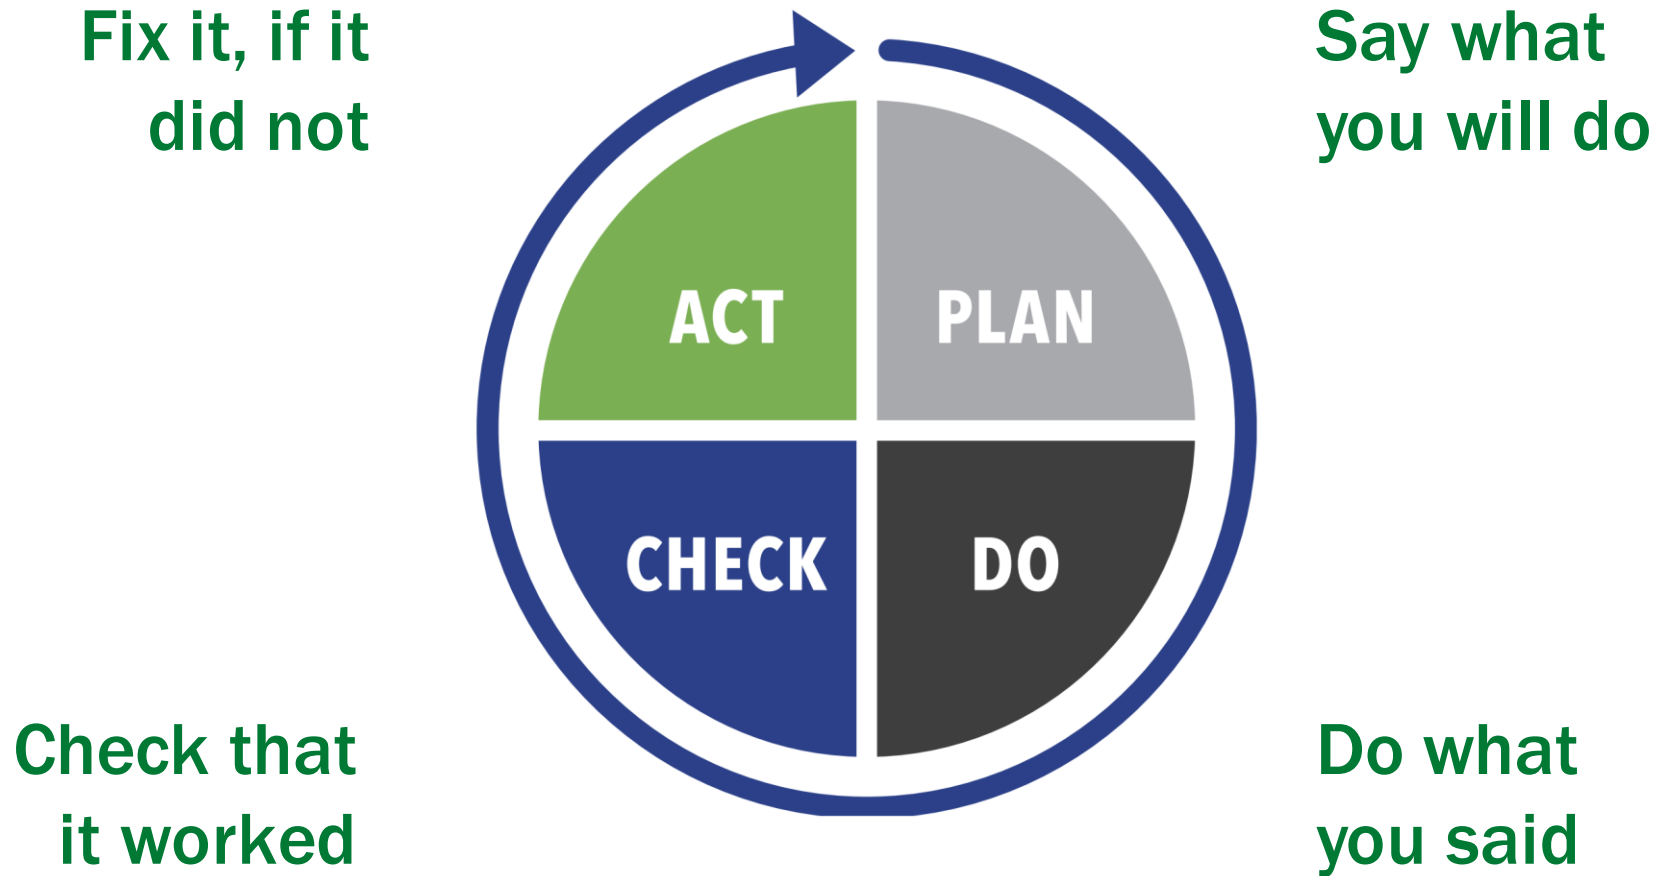 Fix it, if it
did not
Say what
you will do
ACT
PLAN
CHECK
DO
Check that
it worked
Do what
you said